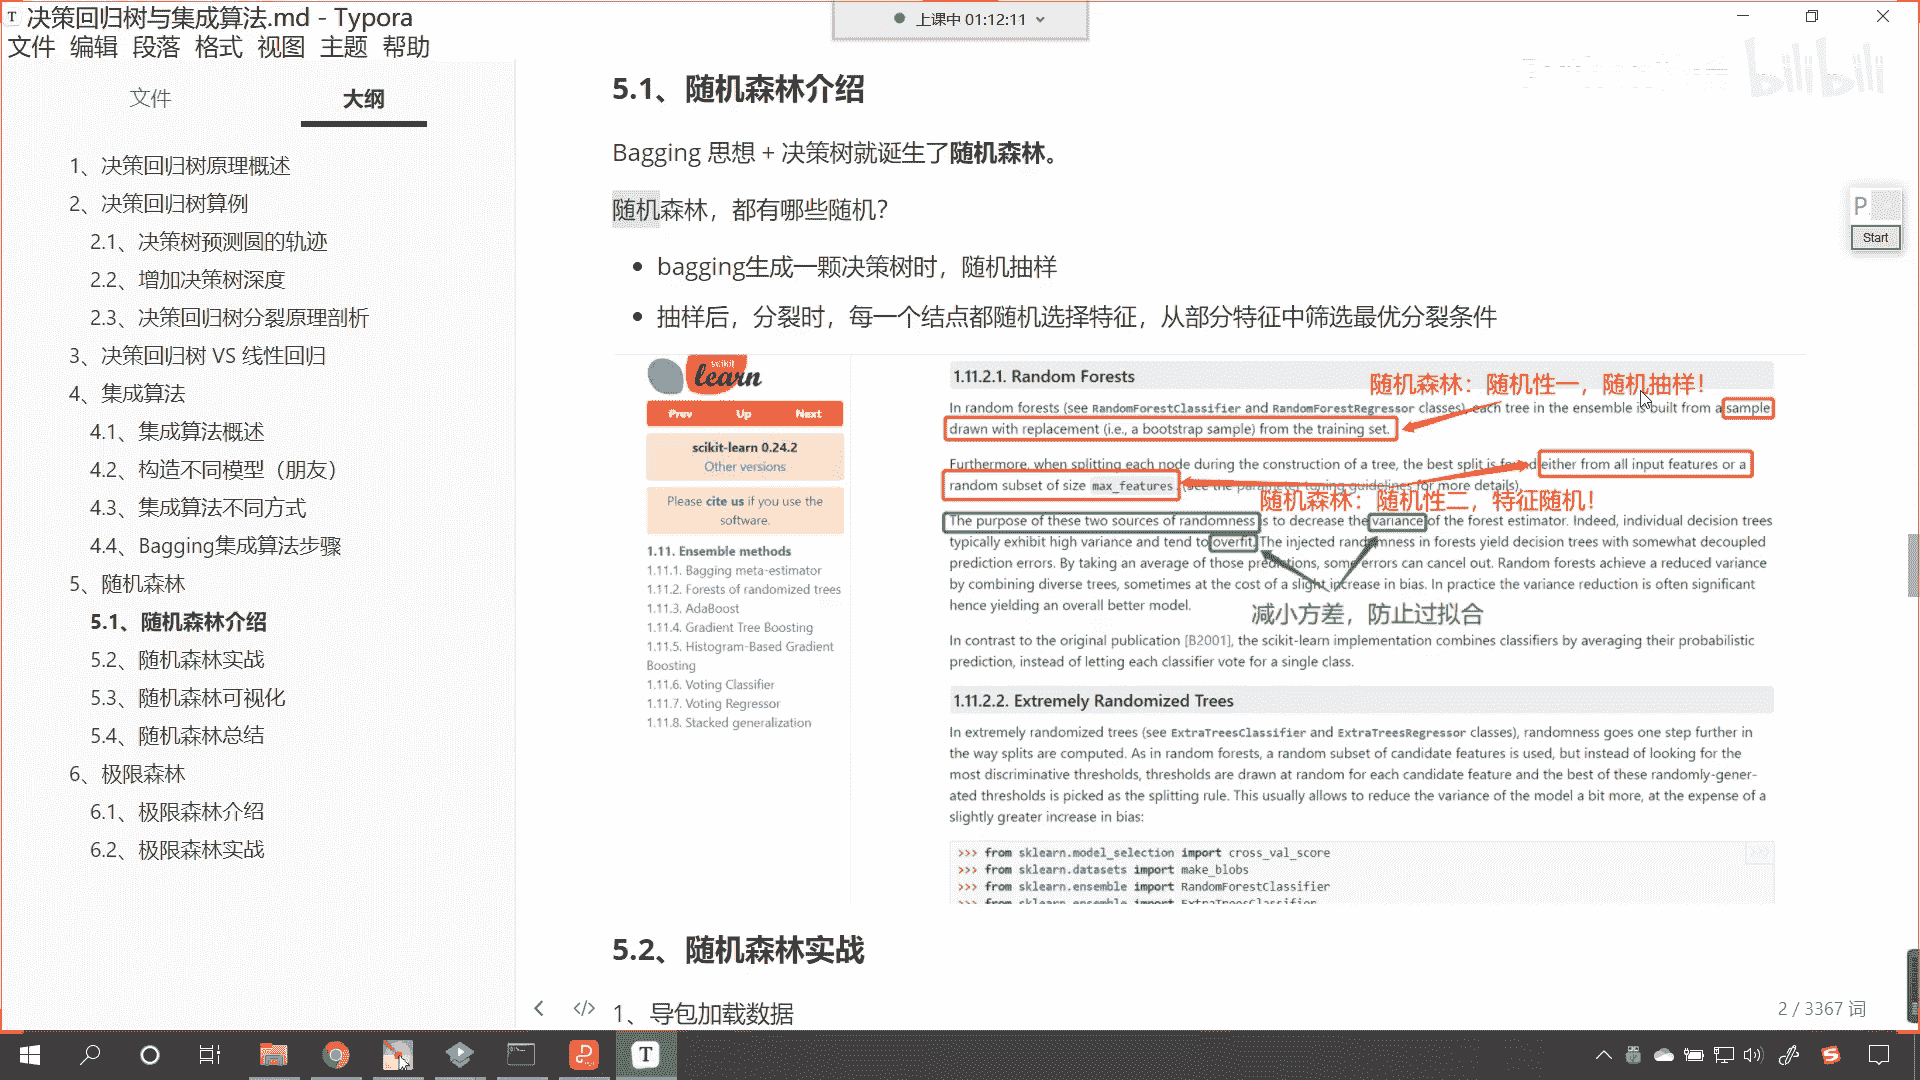 决策回归树与集成算法.md - Typora
上课中 01:12:11
文件 编辑 段落 格式 视图 主题 帮助
bilibili
文件
大纲
1、决策回归树原理概述
2、决策回归树算例
2.1、决策树预测圆的轨迹
2.2、增加决策树深度
2.3、决策回归树分裂原理剖析
3、决策回归树 VS 线性回归
4、集成算法
4.1、集成算法概述
4.2、构造不同模型（朋友）
4.3、集成算法不同方式
4.4、Bagging集成算法步骤
5、随机森林
5.1、随机森林介绍
5.2、随机森林实战
5.3、随机森林可视化
5.4、随机森林总结
6、极限森林
6.1、极限森林介绍
6.2、极限森林实战
5.1、随机森林介绍
Bagging 思想 + 决策树就诞生了随机森林。
随机森林，都有哪些随机？
bagging生成一颗决策树时，随机抽样
抽样后，分裂时，每一个结点都随机选择特征，从部分特征中筛选最优分裂条件
scikit
learn
Prev Up Next
scikit-learn 0.24.2
Other versions
Please cite us if you use the
software.
1.11. Ensemble methods
1.11.1. Bagging meta-estimator
1.11.2. Forests of randomized trees
1.11.3. AdaBoost
1.11.4. Gradient Tree Boosting
1.11.5. Histogram-Based Gradient
Boosting
1.11.6. Voting Classifier
1.11.7. Voting Regressor
1.11.8. Stacked generalization
1.11.2.1. Random Forests
随机森林：随机性一，随机抽样！
In random forests (see RandomForestClassifier and RandomForestRegressor classes), each tree in the ensemble is built from a sample
drawn with replacement (i.e., a bootstrap sample) from the training set.
Furthermore, when splitting each node during the construction of a tree, the best split is found either from all input features or a
random subset of size max_features. (see the parameter tuning guidelines for more details).
随机森林：随机性二，特征随机！
The purpose of these two sources of randomness is to decrease the variance of the forest estimator. Indeed, individual decision trees
typically exhibit high variance and tend to overfit. The injected randomness in forests yield decision trees with somewhat decoupled
prediction errors. By taking an average of those predictions, some errors can cancel out. Random forests achieve a reduced variance
by combining diverse trees, sometimes at the cost of a slight increase in bias. In practice the variance reduction is often significant
hence yielding an overall better model.
减小方差，防止过拟合
In contrast to the original publication [B2001], the scikit-learn implementation combines classifiers by averaging their probabilistic
prediction, instead of letting each classifier vote for a single class.
1.11.2.2. Extremely Randomized Trees
In extremely randomized trees (see ExtraTreesClassifier and ExtraTreesRegressor classes), randomness goes one step further in
the way splits are computed. As in random forests, a random subset of candidate features is used, but instead of looking for the
most discriminative thresholds, thresholds are drawn at random for each candidate feature and the best of these randomly-gener-
ated thresholds is picked as the splitting rule. This usually allows to reduce the variance of the model a bit more, at the expense of a
slightly greater increase in bias:
>>> from sklearn.model_selection import cross_val_score
>>> from sklearn.datasets import make_blobs
>>> from sklearn.ensemble import RandomForestClassifier
>>> from sklearn.ensemble import ExtraTreesClassifier
5.2、随机森林实战
1、导包加载数据
2 / 3367 词
P
Start